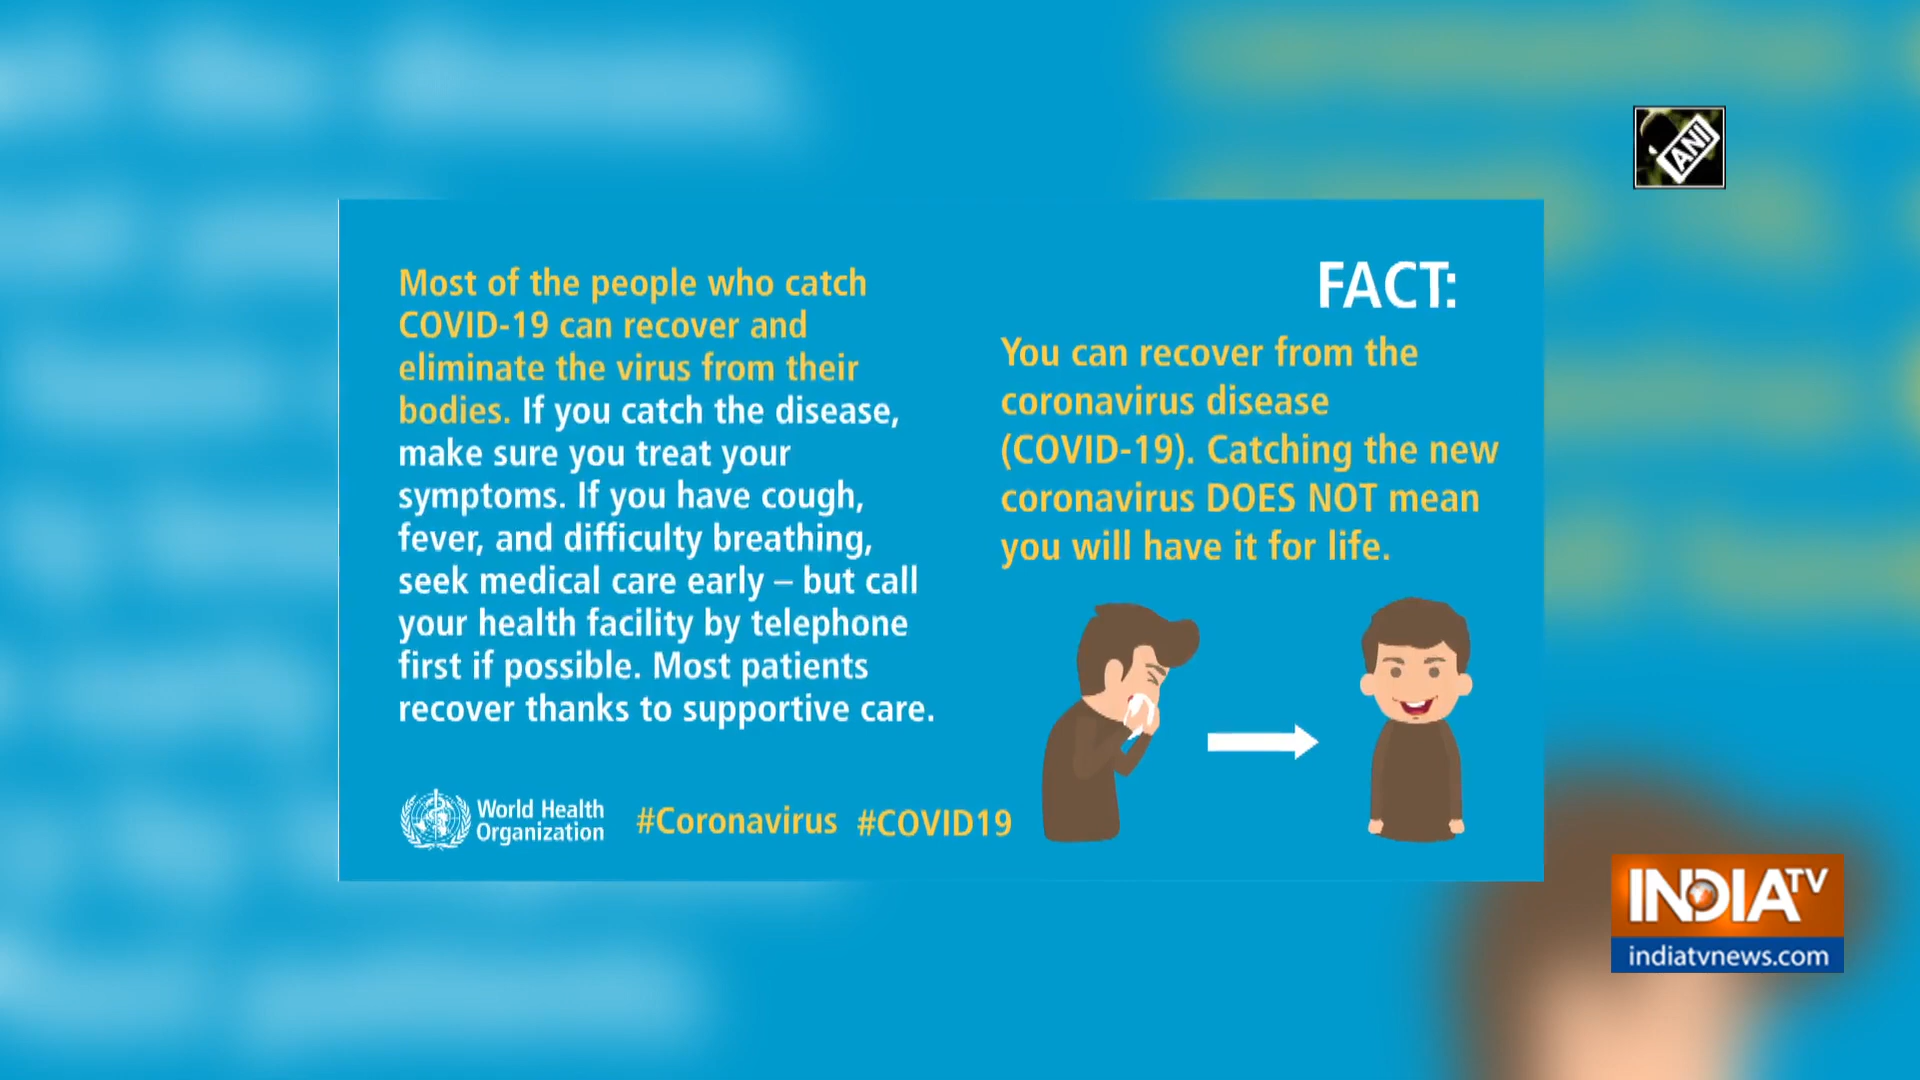 ANI
Most of the people who catch
COVID-19 can recover and
eliminate the virus from their
bodies. If you catch the disease,
make sure you treat your
symptoms. If you have cough,
fever, and difficulty breathing,
seek medical care early – but call
your health facility by telephone
first if possible. Most patients
recover thanks to supportive care.
World Health
Organization
#Coronavirus #COVID19
FACT:
You can recover from the
coronavirus disease
(COVID-19). Catching the new
coronavirus DOES NOT mean
you will have it for life.
INDIA TV
indiatvnews.com